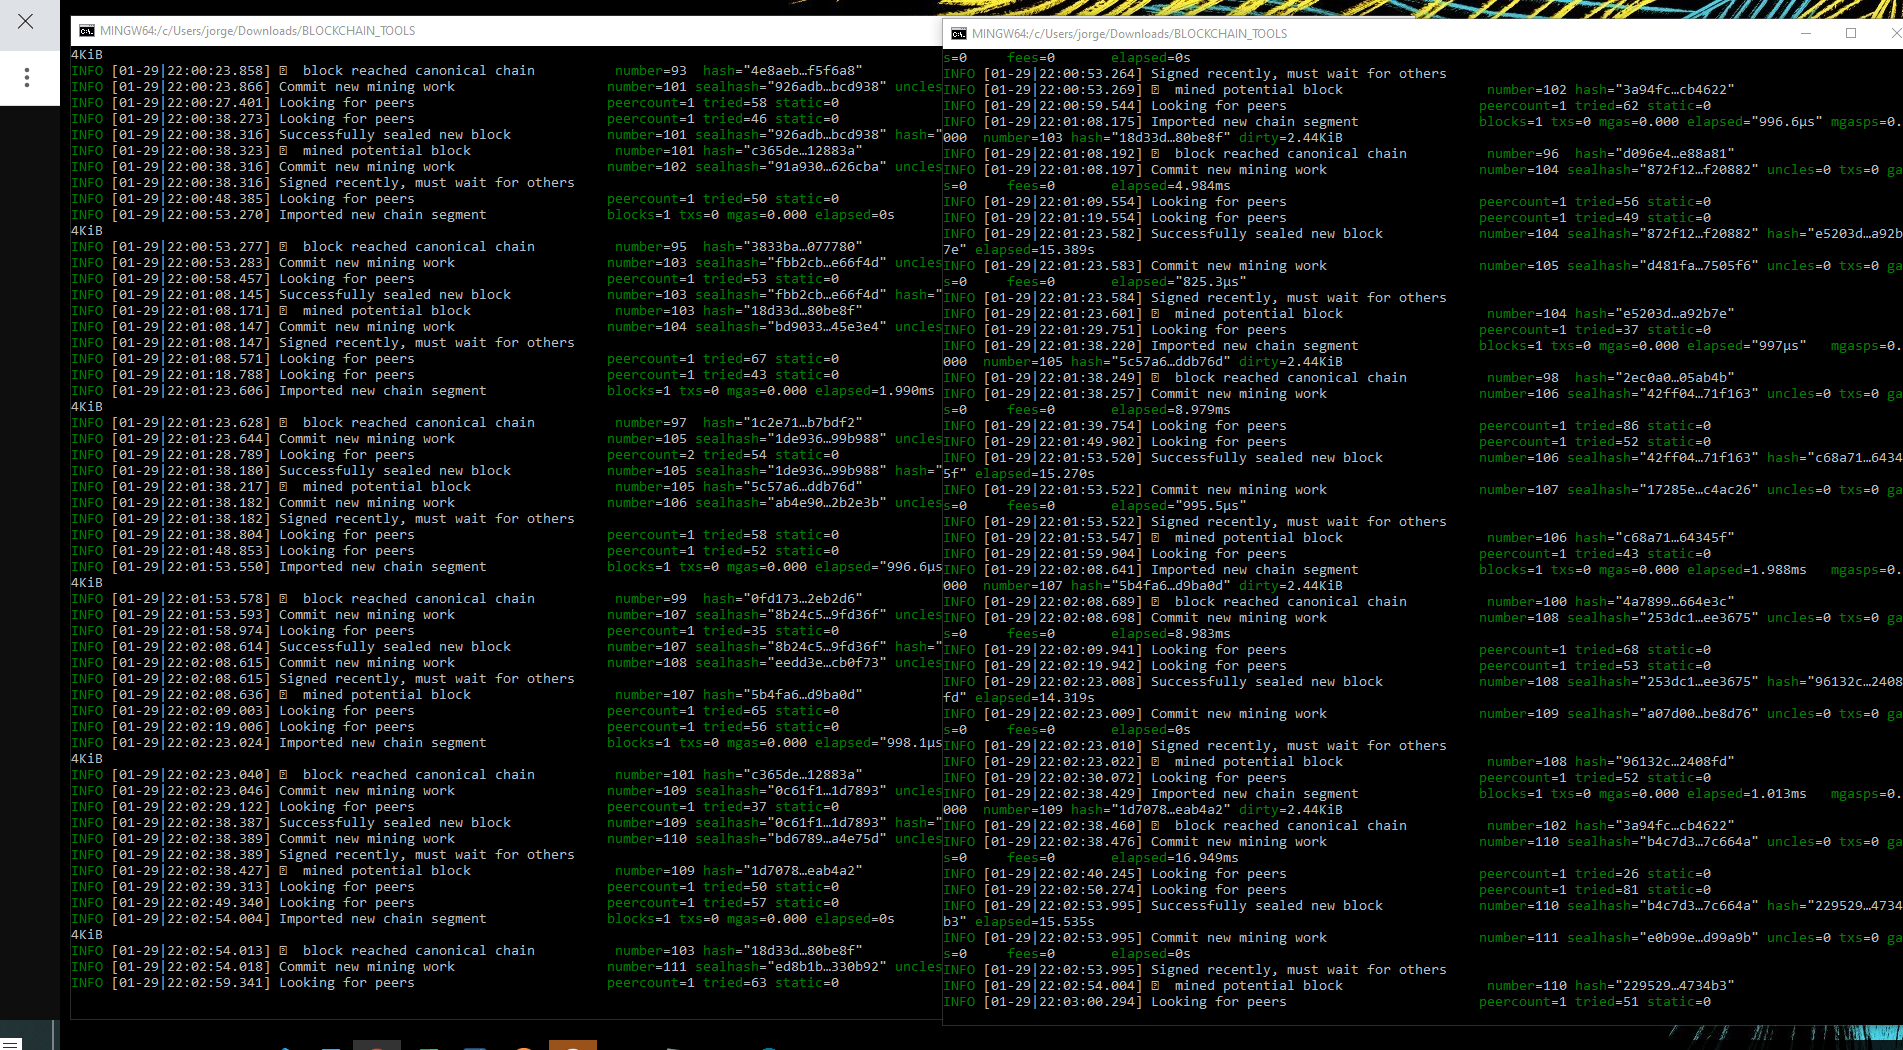 MINGW64:/c/Users/jorge/Downloads/BLOCKCHAIN_TOOLS
4KiB
INFO [01-29|22:00:23.858] block reached canonical chain number=93 hash="4e8aeb…f5f6a8"
INFO [01-29|22:00:23.866] Commit new mining work number=101 sealhash="926adb…bcd938" uncles
INFO [01-29|22:00:27.401] Looking for peers peercount=1 tried=58 static=0
INFO [01-29|22:00:38.273] Looking for peers peercount=1 tried=46 static=0
INFO [01-29|22:00:38.316] Successfully sealed new block number=101 sealhash="926adb…bcd938" hash="
INFO [01-29|22:00:38.323] mined potential block number=101 hash="c365de…12883a"
INFO [01-29|22:00:38.316] Commit new mining work number=102 sealhash="91a930…626cba" uncles
INFO [01-29|22:00:38.316] Signed recently, must wait for others
INFO [01-29|22:00:48.385] Looking for peers peercount=1 tried=50 static=0
INFO [01-29|22:00:53.270] Imported new chain segment blocks=1 txs=0 mgas=0.000 elapsed=0s
4KiB
INFO [01-29|22:00:53.277] block reached canonical chain number=95 hash="3833ba…077780"
INFO [01-29|22:00:53.283] Commit new mining work number=103 sealhash="fbb2cb…e66f4d" uncles
INFO [01-29|22:00:58.457] Looking for peers peercount=1 tried=53 static=0
INFO [01-29|22:01:08.145] Successfully sealed new block number=103 sealhash="fbb2cb…e66f4d" hash="
INFO [01-29|22:01:08.171] mined potential block number=103 hash="18d33d…80be8f"
INFO [01-29|22:01:08.147] Commit new mining work number=104 sealhash="bd9033…45e3e4" uncles
INFO [01-29|22:01:08.147] Signed recently, must wait for others
INFO [01-29|22:01:08.571] Looking for peers peercount=1 tried=67 static=0
INFO [01-29|22:01:18.788] Looking for peers peercount=1 tried=43 static=0
INFO [01-29|22:01:23.606] Imported new chain segment blocks=1 txs=0 mgas=0.000 elapsed=1.990ms
4KiB
INFO [01-29|22:01:23.628] block reached canonical chain number=97 hash="1c2e71…b7bdf2"
INFO [01-29|22:01:23.644] Commit new mining work number=105 sealhash="1de936…99b988" uncles
INFO [01-29|22:01:28.789] Looking for peers peercount=2 tried=54 static=0
INFO [01-29|22:01:38.180] Successfully sealed new block number=105 sealhash="1de936…99b988" hash="
INFO [01-29|22:01:38.217] mined potential block number=105 hash="5c57a6…ddb76d"
INFO [01-29|22:01:38.182] Commit new mining work number=106 sealhash="ab4e90…2b2e3b" uncles
INFO [01-29|22:01:38.182] Signed recently, must wait for others
INFO [01-29|22:01:38.804] Looking for peers peercount=1 tried=58 static=0
INFO [01-29|22:01:48.853] Looking for peers peercount=1 tried=52 static=0
INFO [01-29|22:01:53.550] Imported new chain segment blocks=1 txs=0 mgas=0.000 elapsed="996.6µs
4KiB
INFO [01-29|22:01:53.578] block reached canonical chain number=99 hash="0fd173…2eb2d6"
INFO [01-29|22:01:53.593] Commit new mining work number=107 sealhash="8b24c5…9fd36f" uncles
INFO [01-29|22:01:58.974] Looking for peers peercount=1 tried=35 static=0
INFO [01-29|22:02:08.614] Successfully sealed new block number=107 sealhash="8b24c5…9fd36f" hash="
INFO [01-29|22:02:08.615] Commit new mining work number=108 sealhash="eedd3e…cb0f73" uncles
INFO [01-29|22:02:08.615] Signed recently, must wait for others
INFO [01-29|22:02:08.636] mined potential block number=107 hash="5b4fa6…d9ba0d"
INFO [01-29|22:02:09.003] Looking for peers peercount=1 tried=65 static=0
INFO [01-29|22:02:19.006] Looking for peers peercount=1 tried=56 static=0
INFO [01-29|22:02:23.024] Imported new chain segment blocks=1 txs=0 mgas=0.000 elapsed="998.1µs
4KiB
INFO [01-29|22:02:23.040] block reached canonical chain number=101 hash="c365de…12883a"
INFO [01-29|22:02:23.046] Commit new mining work number=109 sealhash="0c61f1…1d7893" uncles
INFO [01-29|22:02:29.122] Looking for peers peercount=1 tried=37 static=0
INFO [01-29|22:02:38.387] Successfully sealed new block number=109 sealhash="0c61f1…1d7893" hash="
INFO [01-29|22:02:38.389] Commit new mining work number=110 sealhash="bd6789…a4e75d" uncles
INFO [01-29|22:02:38.389] Signed recently, must wait for others
INFO [01-29|22:02:38.427] mined potential block number=109 hash="1d7078…eab4a2"
INFO [01-29|22:02:39.313] Looking for peers peercount=1 tried=50 static=0
INFO [01-29|22:02:49.340] Looking for peers peercount=1 tried=57 static=0
INFO [01-29|22:02:54.004] Imported new chain segment blocks=1 txs=0 mgas=0.000 elapsed=0s
4KiB
INFO [01-29|22:02:54.013] block reached canonical chain number=103 hash="18d33d…80be8f"
INFO [01-29|22:02:54.018] Commit new mining work number=111 sealhash="ed8b1b…330b92" uncles
INFO [01-29|22:02:59.341] Looking for peers peercount=1 tried=63 static=0
MINGW64:/c/Users/jorge/Downloads/BLOCKCHAIN_TOOLS
s=0 fees=0 elapsed=0s
INFO [01-29|22:00:53.264] Signed recently, must wait for others
INFO [01-29|22:00:53.269] mined potential block number=102 hash="3a94fc…cb4622"
INFO [01-29|22:00:59.544] Looking for peers peercount=1 tried=62 static=0
INFO [01-29|22:01:08.175] Imported new chain segment blocks=1 txs=0 mgas=0.000 elapsed="996.6µs" mgasps=0.
000 number=103 hash="18d33d…80be8f" dirty=2.44KiB
INFO [01-29|22:01:08.192] block reached canonical chain number=96 hash="d096e4…e88a81"
INFO [01-29|22:01:08.197] Commit new mining work number=104 sealhash="872f12…f20882" uncles=0 txs=0 ga
s=0 fees=0 elapsed=4.984ms
INFO [01-29|22:01:09.554] Looking for peers peercount=1 tried=56 static=0
INFO [01-29|22:01:19.554] Looking for peers peercount=1 tried=49 static=0
INFO [01-29|22:01:23.582] Successfully sealed new block number=104 sealhash="872f12…f20882" hash="e5203d…a92b
7e" elapsed=15.389s
INFO [01-29|22:01:23.583] Commit new mining work number=105 sealhash="d481fa…7505f6" uncles=0 txs=0 ga
s=0 fees=0 elapsed="825.3µs"
INFO [01-29|22:01:23.584] Signed recently, must wait for others
INFO [01-29|22:01:23.601] mined potential block number=104 hash="e5203d…a92b7e"
INFO [01-29|22:01:29.751] Looking for peers peercount=1 tried=37 static=0
INFO [01-29|22:01:38.220] Imported new chain segment blocks=1 txs=0 mgas=0.000 elapsed="997µs" mgasps=0.
000 number=105 hash="5c57a6…ddb76d" dirty=2.44KiB
INFO [01-29|22:01:38.249] block reached canonical chain number=98 hash="2ec0a0…05ab4b"
INFO [01-29|22:01:38.257] Commit new mining work number=106 sealhash="42ff04…71f163" uncles=0 txs=0 ga
s=0 fees=0 elapsed=8.979ms
INFO [01-29|22:01:39.754] Looking for peers peercount=1 tried=86 static=0
INFO [01-29|22:01:49.902] Looking for peers peercount=1 tried=52 static=0
INFO [01-29|22:01:53.520] Successfully sealed new block number=106 sealhash="42ff04…71f163" hash="c68a71…6434
5f" elapsed=15.270s
INFO [01-29|22:01:53.522] Commit new mining work number=107 sealhash="17285e…c4ac26" uncles=0 txs=0 ga
s=0 fees=0 elapsed="995.5µs"
INFO [01-29|22:01:53.522] Signed recently, must wait for others
INFO [01-29|22:01:53.547] mined potential block number=106 hash="c68a71…64345f"
INFO [01-29|22:01:59.904] Looking for peers peercount=1 tried=43 static=0
INFO [01-29|22:02:08.641] Imported new chain segment blocks=1 txs=0 mgas=0.000 elapsed=1.988ms mgasps=0.
000 number=107 hash="5b4fa6…d9ba0d" dirty=2.44KiB
INFO [01-29|22:02:08.689] block reached canonical chain number=100 hash="4a7899…664e3c"
INFO [01-29|22:02:08.698] Commit new mining work number=108 sealhash="253dc1…ee3675" uncles=0 txs=0 ga
s=0 fees=0 elapsed=8.983ms
INFO [01-29|22:02:09.941] Looking for peers peercount=1 tried=68 static=0
INFO [01-29|22:02:19.942] Looking for peers peercount=1 tried=53 static=0
INFO [01-29|22:02:23.008] Successfully sealed new block number=108 sealhash="253dc1…ee3675" hash="96132c…2408
fd" elapsed=14.319s
INFO [01-29|22:02:23.009] Commit new mining work number=109 sealhash="a07d00…be8d76" uncles=0 txs=0 ga
s=0 fees=0 elapsed=0s
INFO [01-29|22:02:23.010] Signed recently, must wait for others
INFO [01-29|22:02:23.022] mined potential block number=108 hash="96132c…2408fd"
INFO [01-29|22:02:30.072] Looking for peers peercount=1 tried=52 static=0
INFO [01-29|22:02:38.429] Imported new chain segment blocks=1 txs=0 mgas=0.000 elapsed=1.013ms mgasps=0.
000 number=109 hash="1d7078…eab4a2" dirty=2.44KiB
INFO [01-29|22:02:38.460] block reached canonical chain number=102 hash="3a94fc…cb4622"
INFO [01-29|22:02:38.476] Commit new mining work number=110 sealhash="b4c7d3…7c664a" uncles=0 txs=0 ga
s=0 fees=0 elapsed=16.949ms
INFO [01-29|22:02:40.245] Looking for peers peercount=1 tried=26 static=0
INFO [01-29|22:02:50.274] Looking for peers peercount=1 tried=81 static=0
INFO [01-29|22:02:53.995] Successfully sealed new block number=110 sealhash="b4c7d3…7c664a" hash="229529…4734
b3" elapsed=15.535s
INFO [01-29|22:02:53.995] Commit new mining work number=111 sealhash="e0b99e…d99a9b" uncles=0 txs=0 ga
s=0 fees=0 elapsed=0s
INFO [01-29|22:02:53.995] Signed recently, must wait for others
INFO [01-29|22:02:54.004] mined potential block number=110 hash="229529…4734b3"
INFO [01-29|22:03:00.294] Looking for peers peercount=1 tried=51 static=0